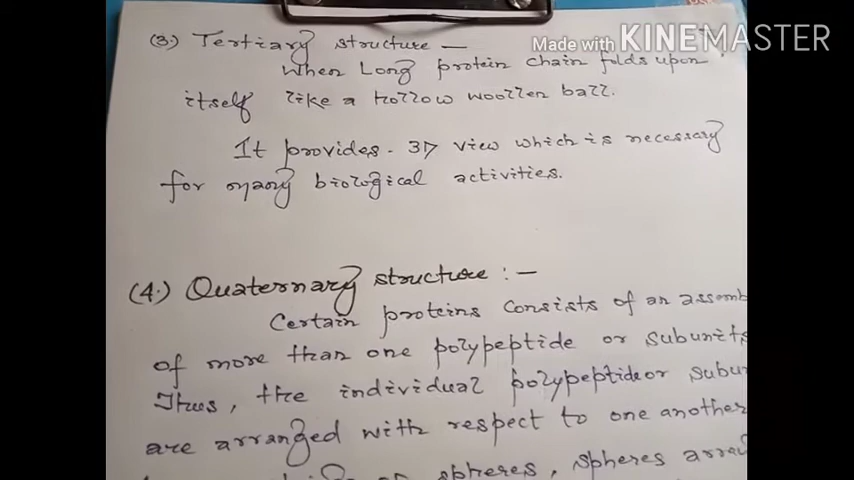 Made with KINEMASTER
(3.) Tertiary structure —
When Long protein chain folds upon
itself like a hollow woollen ball.
It provides - 3D view which is necessary
for many biological activities.
(4.) Quaternary structure : —
Certain proteins consists of an assemb
of more than one polypeptide or subunits
Thus, the individual polypeptide or subu
are arranged with respect to one another
of spheres, spheres array